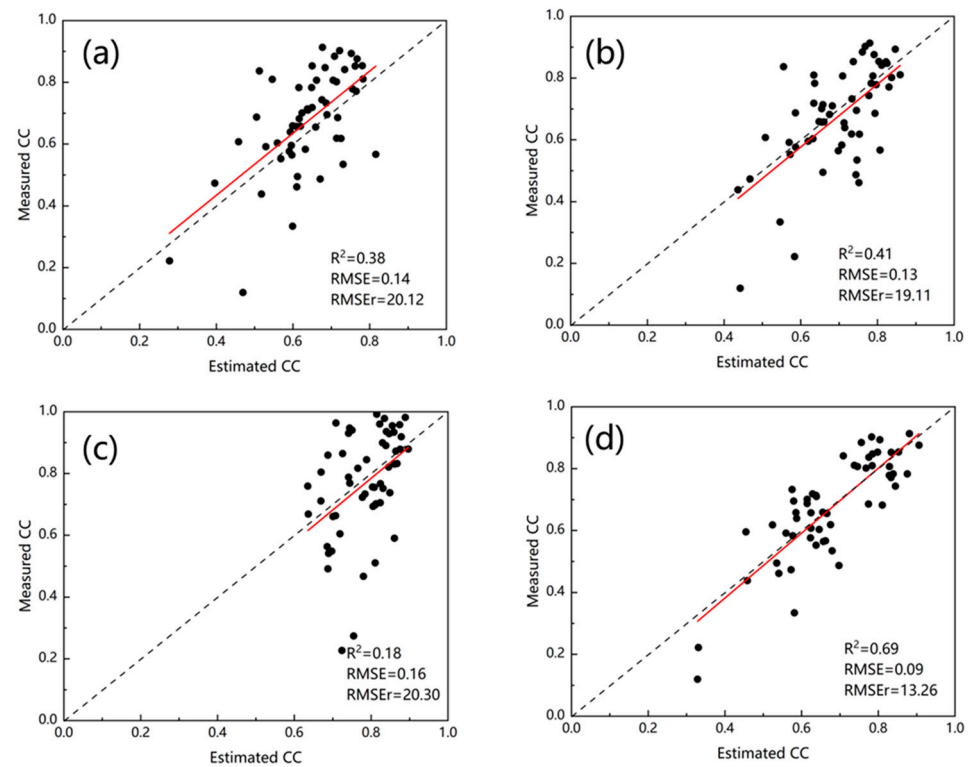 (a)
Measured CC
1.0
0.8
0.6
0.4
0.2
0.0
R²=0.38
RMSE=0.14
RMSEr=20.12
0.0 0.2 0.4 0.6 0.8 1.0
Estimated CC
(b)
Measured CC
1.0
0.8
0.6
0.4
0.2
0.0
R²=0.41
RMSE=0.13
RMSEr=19.11
0.0 0.2 0.4 0.6 0.8 1.0
Estimated CC
(c)
Measured CC
1.0
0.8
0.6
0.4
0.2
0.0
R²=0.18
RMSE=0.16
RMSEr=20.30
0.0 0.2 0.4 0.6 0.8 1.0
Estimated CC
(d)
Measured CC
1.0
0.8
0.6
0.4
0.2
0.0
R²=0.69
RMSE=0.09
RMSEr=13.26
0.0 0.2 0.4 0.6 0.8 1.0
Estimated CC